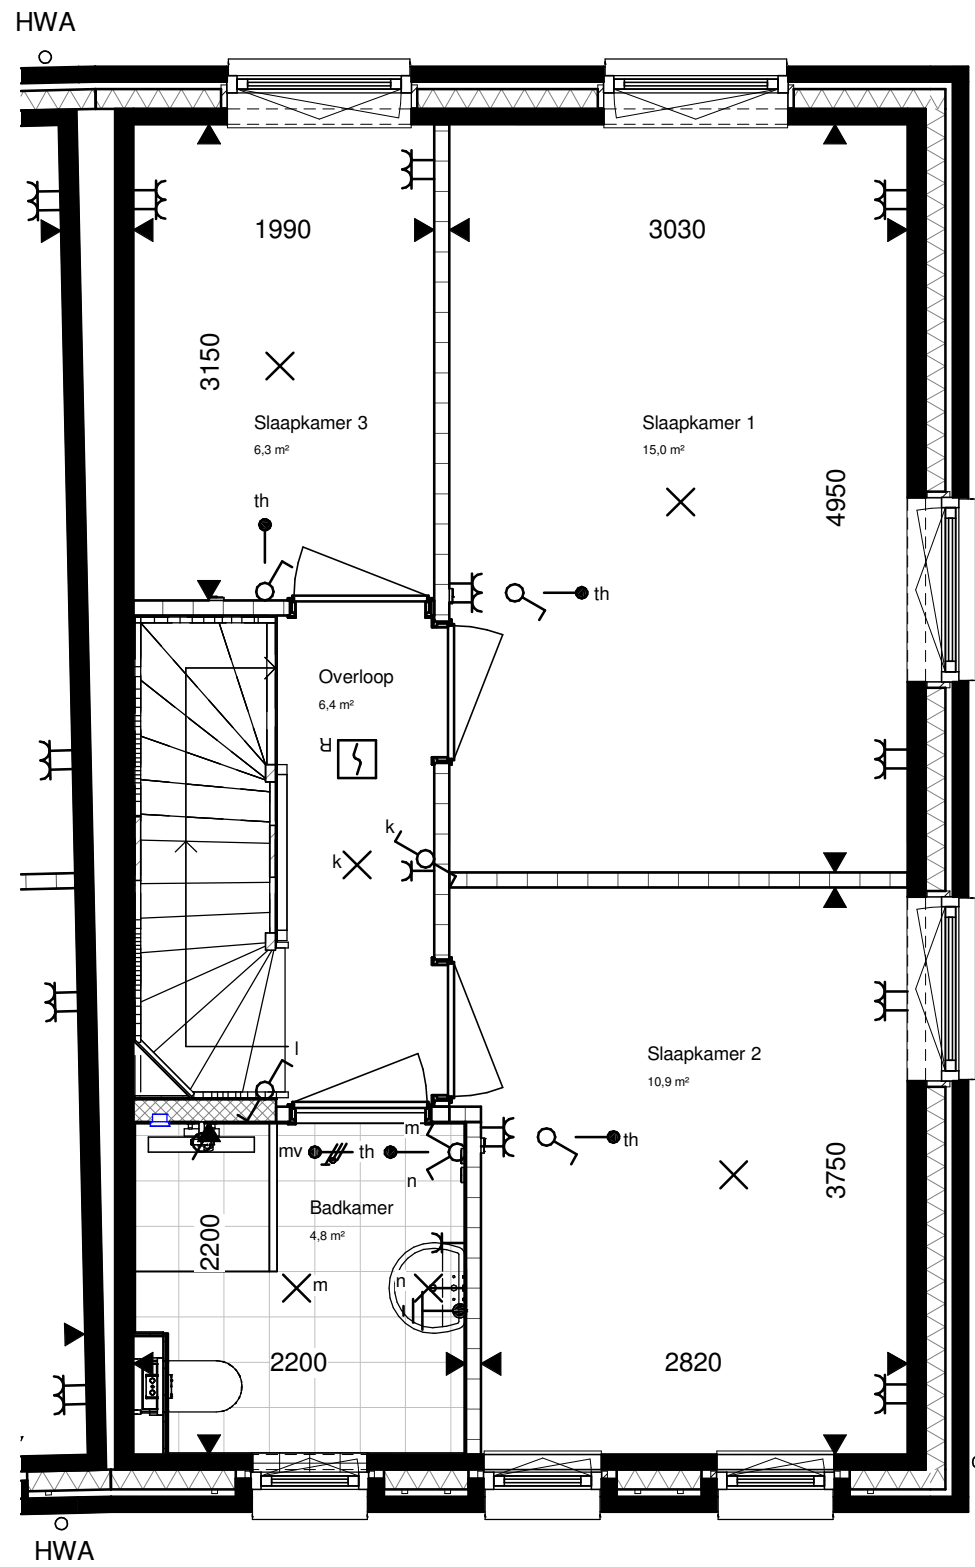 HWA
1990
3030
3150
Slaapkamer 3
6,3 m²
Slaapkamer 1
15,0 m²
4950
th
th
Overloop
6,4 m²
R
k
k
l
Slaapkamer 2
10,9 m²
m
mv
th
n
th
Badkamer
4,8 m²
3750
2200
m
n
2200
2820
HWA